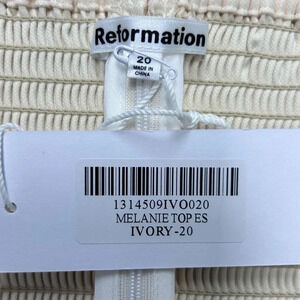 Reformation
20
MADE IN
CHINA
1314509IVO020
MELANIE TOP ES
IVORY-20